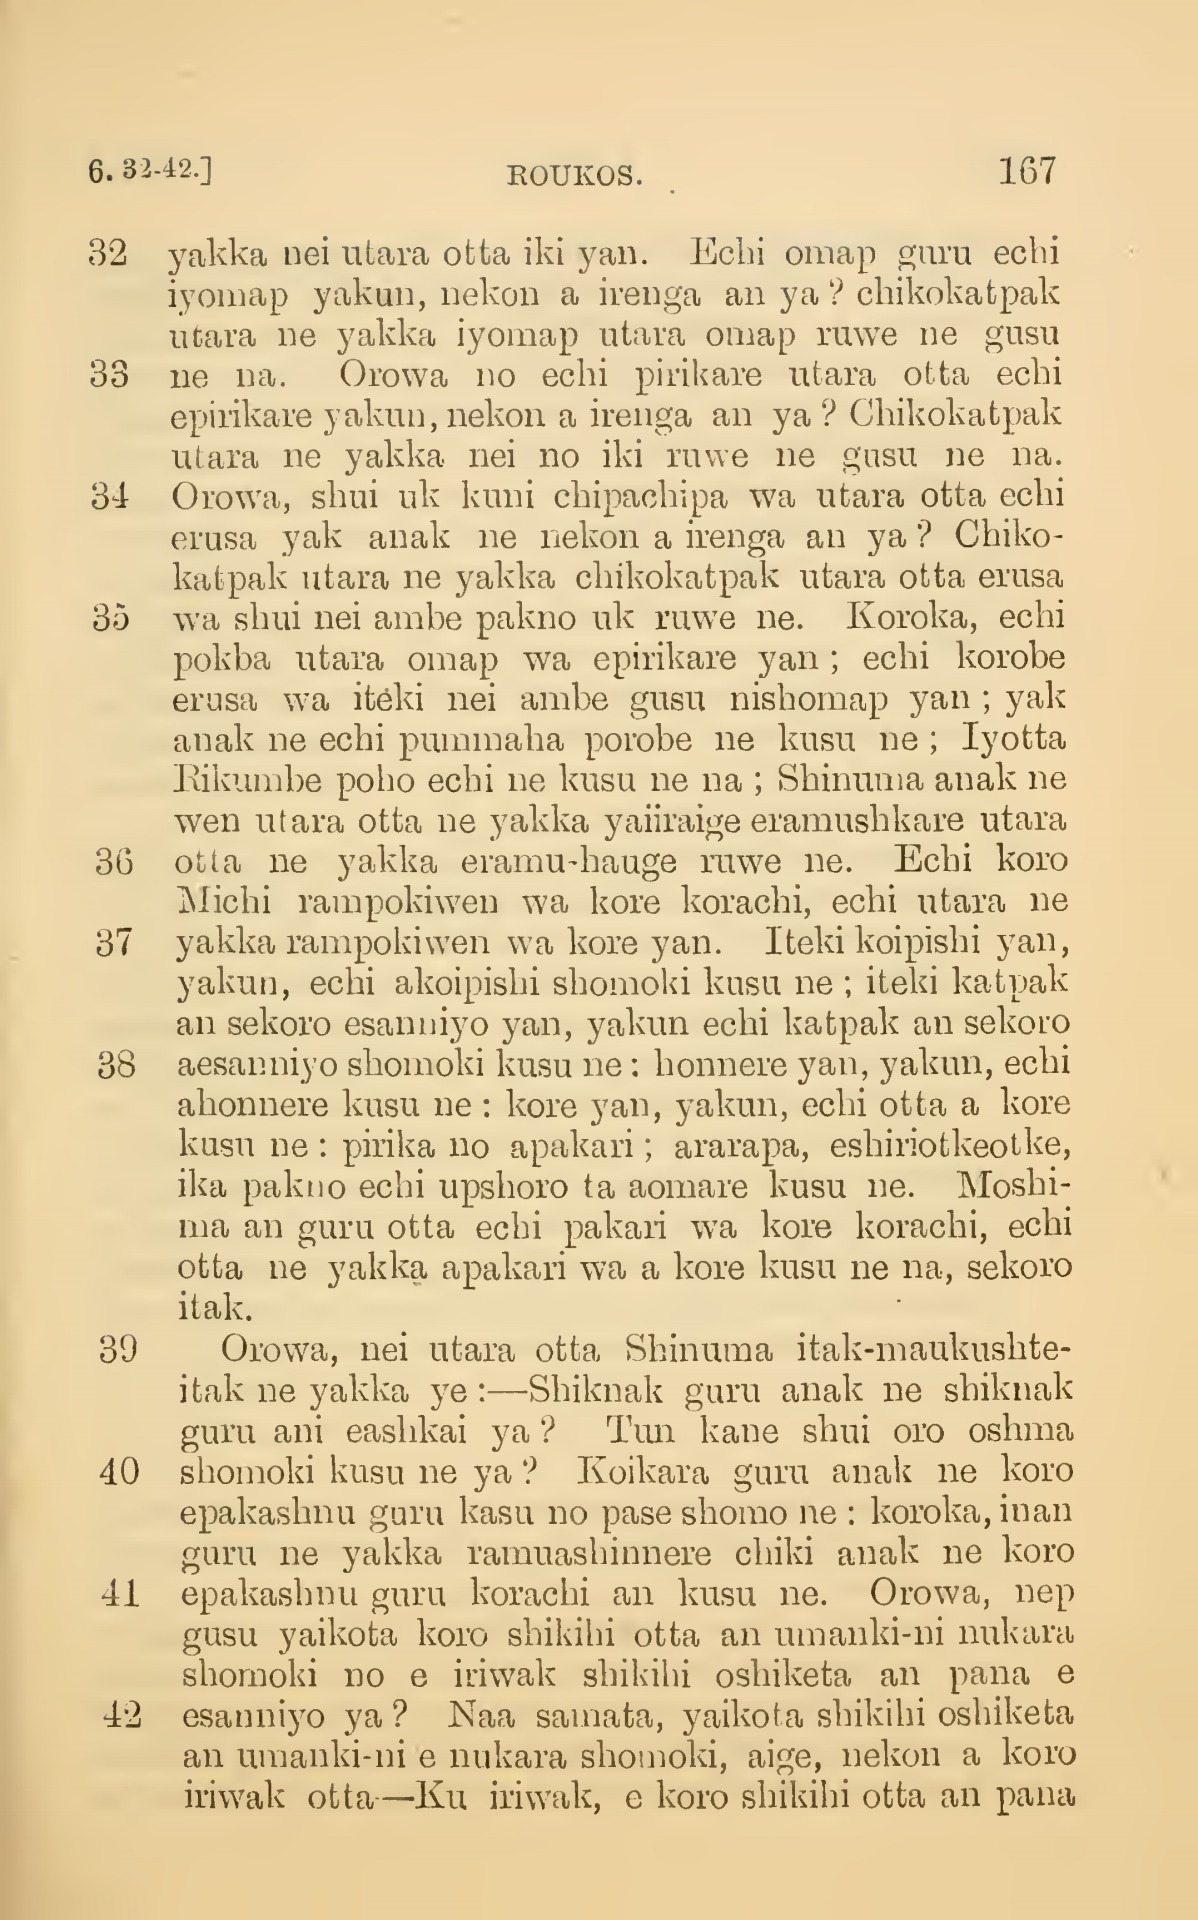 6. 32-42.] ROUKOS. 167
32 yakka nei utara otta iki yan. Echi omap guru echi
iyomap yakun, nekon a irenga an ya? chikokatpak
utara ne yakka iyomap utara omap ruwe ne gusu
33 ne na. Orowa no echi pirikare utara otta echi
epirikare yakun, nekon a irenga an ya? Chikokatpak
utara ne yakka nei no iki ruwe ne gusu ne na.
34 Orowa, shui uk kuni chipachipa wa utara otta echi
erusa yak anak ne nekon a irenga an ya? Chiko-
katpak utara ne yakka chikokatpak utara otta erusa
35 wa shui nei ambe pakno uk ruwe ne. Koroka, echi
pokba utara omap wa epirikare yan; echi korobe
erusa wa iteki nei ambe gusu nishomap yan; yak
anak ne echi pummaha porobe ne kusu ne; Iyotta
Rikumbe poho echi ne kusu ne na; Shinuma anak ne
wen utara otta ne yakka yaiiraige eramushkare utara
36 otta ne yakka eramu-hauge ruwe ne. Echi koro
Michi rampokiwen wa kore korachi, echi utara ne
37 yakka rampokiwen wa kore yan. Iteki koipishi yan,
yakun, echi akoipishi shomoki kusu ne; iteki katpak
an sekoro esanniyo yan, yakun echi katpak an sekoro
38 aesanniyo shomoki kusu ne: honnere yan, yakun, echi
ahonnere kusu ne: kore yan, yakun, echi otta a kore
kusu ne: pirika no apakari; ararapa, eshiriotkeotke,
ika pakno echi upshoro ta aomare kusu ne. Moshi-
ma an guru otta echi pakari wa kore korachi, echi
otta ne yakka apakari wa a kore kusu ne na, sekoro
itak.
39 Orowa, nei utara otta Shinuma itak-maukushte-
itak ne yakka ye:—Shiknak guru anak ne shiknak
guru ani eashkai ya? Tun kane shui oro oshma
40 shomoki kusu ne ya? Koikara guru anak ne koro
epakashnu guru kasu no pase shomo ne: koroka, inan
guru ne yakka ramuashinnere chiki anak ne koro
41 epakashnu guru korachi an kusu ne. Orowa, nep
gusu yaikota koro shikihi otta an umanki-ni nukara
shomoki no e iriwak shikihi oshiketa an pana e
42 esanniyo ya? Naa samata, yaikota shikihi oshiketa
an umanki-ni e nukara shomoki, aige, nekon a koro
iriwak otta—Ku iriwak, e koro shikihi otta an pana